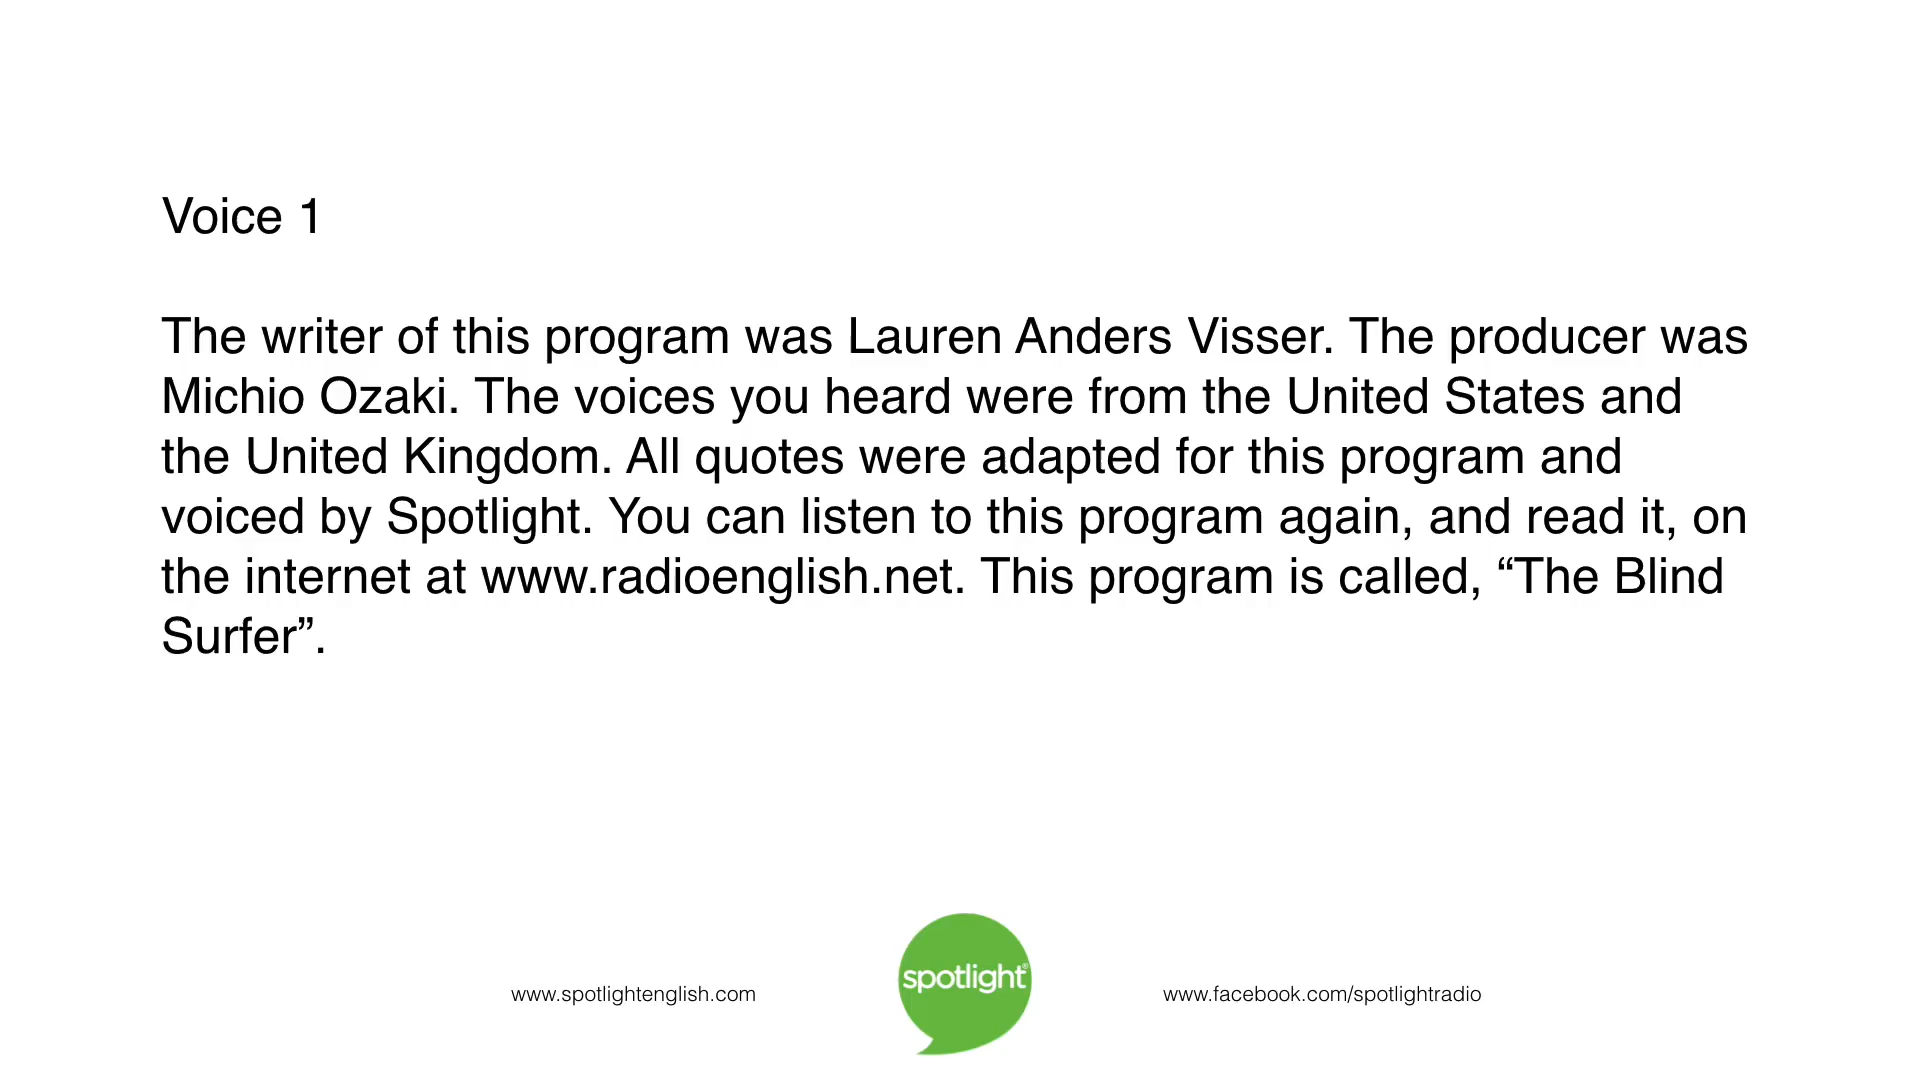 Voice 1
The writer of this program was Lauren Anders Visser. The producer was
Michio Ozaki. The voices you heard were from the United States and
the United Kingdom. All quotes were adapted for this program and
voiced by Spotlight. You can listen to this program again, and read it, on
the internet at www.radioenglish.net. This program is called, “The Blind
Surfer”.
spotlight®
www.spotlightenglish.com
www.facebook.com/spotlightradio